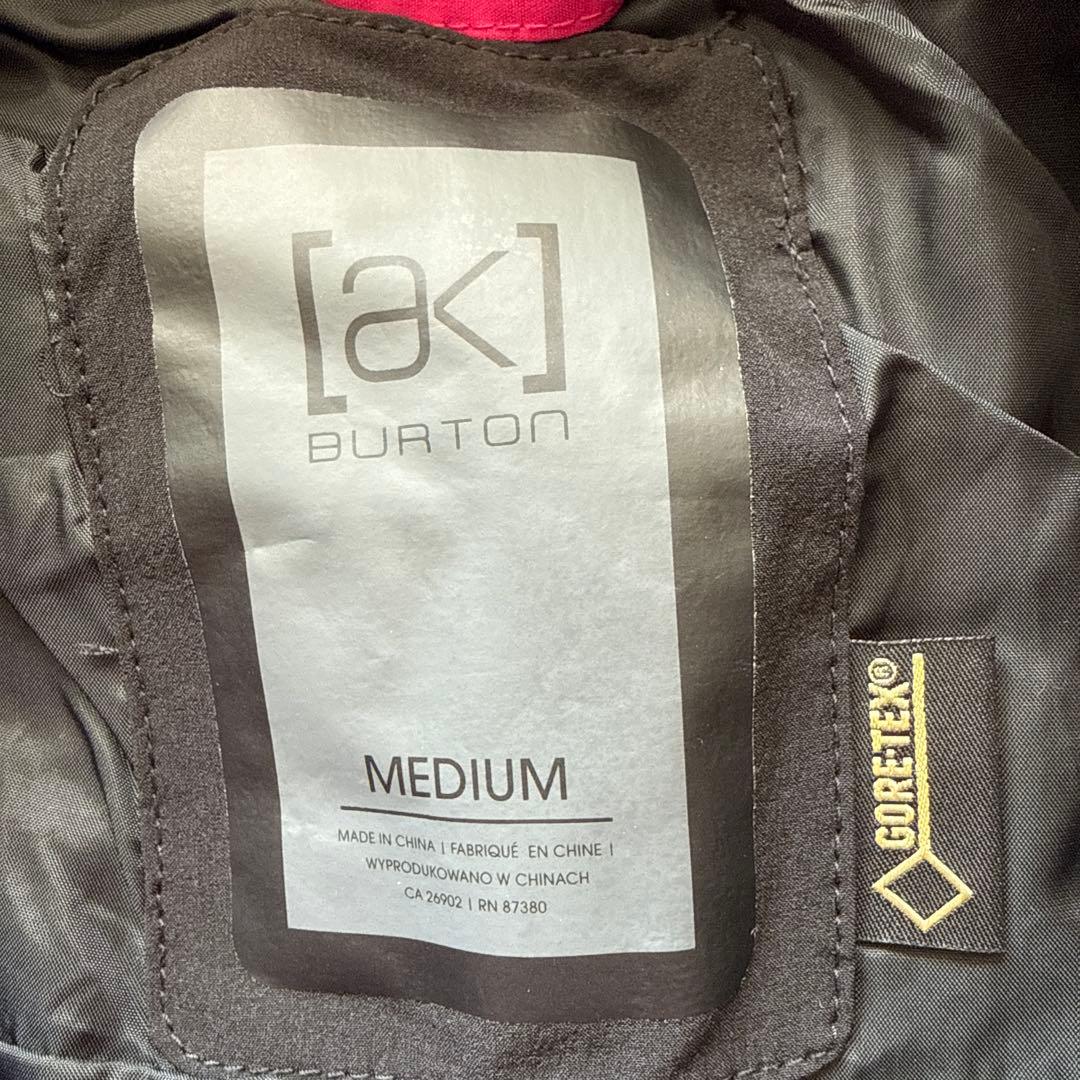 [ak]
BURTON
MEDIUM
MADE IN CHINA | FABRIQUÉ EN CHINE |
WYPRODUKOWANO W CHINACH
CA 26902 | RN 87380
GORE-TEX®